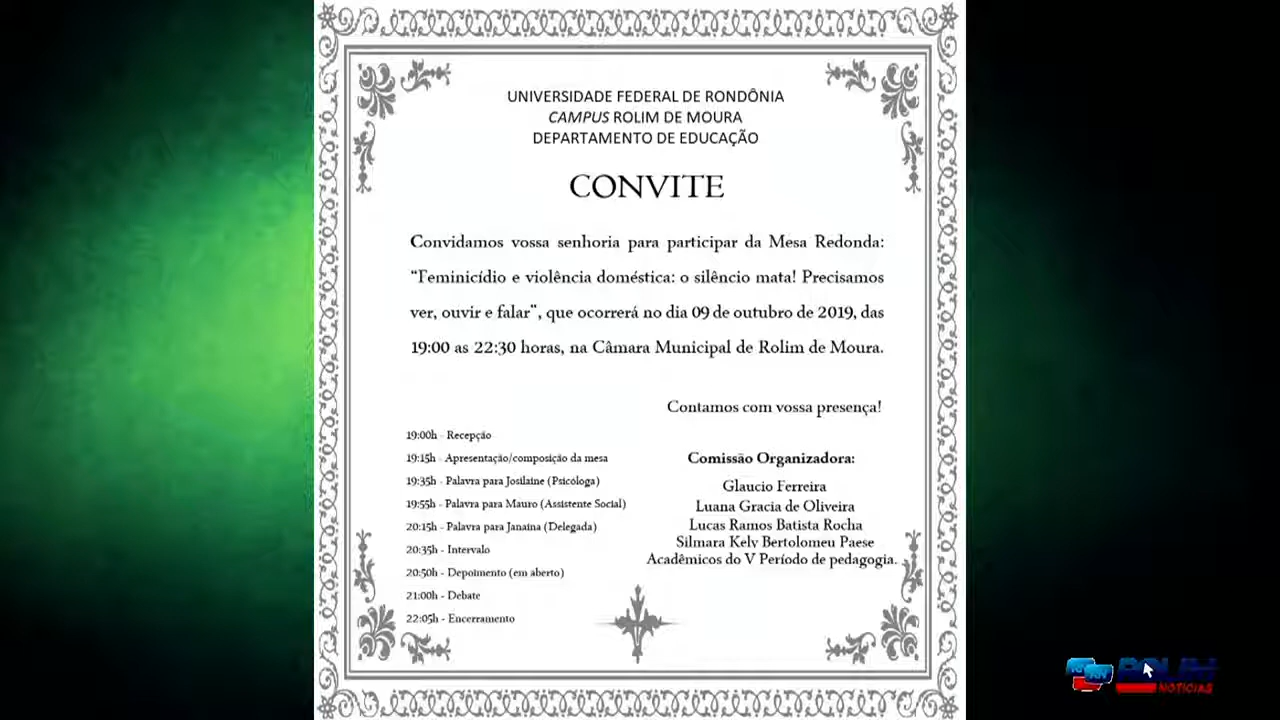 UNIVERSIDADE FEDERAL DE RONDÔNIA
CAMPUS ROLIM DE MOURA
DEPARTAMENTO DE EDUCAÇÃO
CONVITE
Convidamos vossa senhoria para participar da Mesa Redonda:
“Feminicídio e violência doméstica: o silêncio mata! Precisamos
ver, ouvir e falar”, que ocorrerá no dia 09 de outubro de 2019, das
19:00 as 22:30 horas, na Câmara Municipal de Rolim de Moura.
Contamos com vossa presença!
19:00h - Recepção
19:15h - Apresentação/composição da mesa
19:35h - Palavra para Josilaine (Psicóloga)
19:55h - Palavra para Mauro (Assistente Social)
20:15h - Palavra para Janaína (Delegada)
20:35h - Intervalo
20:50h - Depoimento (em aberto)
21:00h - Debate
22:05h - Encerramento
Comissão Organizadora:
Glaucio Ferreira
Luana Gracia de Oliveira
Lucas Ramos Batista Rocha
Silmara Kely Bertolomeu Paese
Acadêmicos do V Período de pedagogia.
ROLIM
NOTÍCIAS